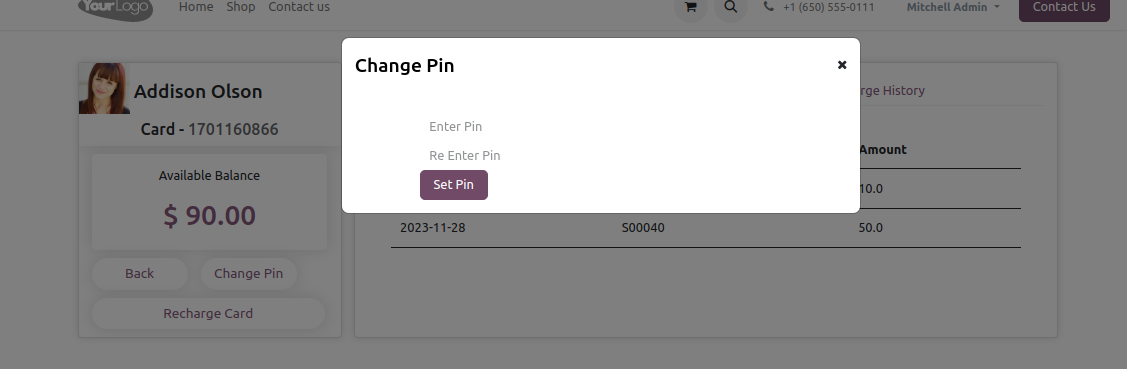 YourLogo
Home Shop Contact us
+1 (650) 555-0111
Mitchell Admin
Contact Us
Change Pin
Enter Pin
Re Enter Pin
Set Pin
Addison Olson
Card - 1701160866
Available Balance
$ 90.00
Back
Change Pin
Recharge Card
rge History
Amount
10.0
2023-11-28 S00040 50.0